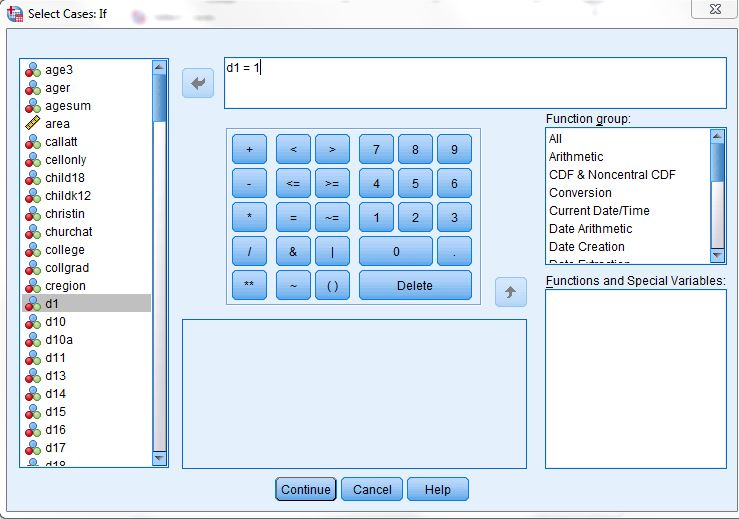 Select Cases: If
age3
ager
agesum
area
callatt
cellonly
child18
childk12
christin
churchat
college
collgrad
cregion
d1
d10
d10a
d11
d13
d14
d15
d16
d17
d18
d1 = 1
+ < > 7 8 9
- <= >= 4 5 6
* = ~= 1 2 3
/ & | 0 .
** ~ ( ) Delete
Function group:
All
Arithmetic
CDF & Noncentral CDF
Conversion
Current Date/Time
Date Arithmetic
Date Creation
Date Extraction
Functions and Special Variables:
Continue Cancel Help